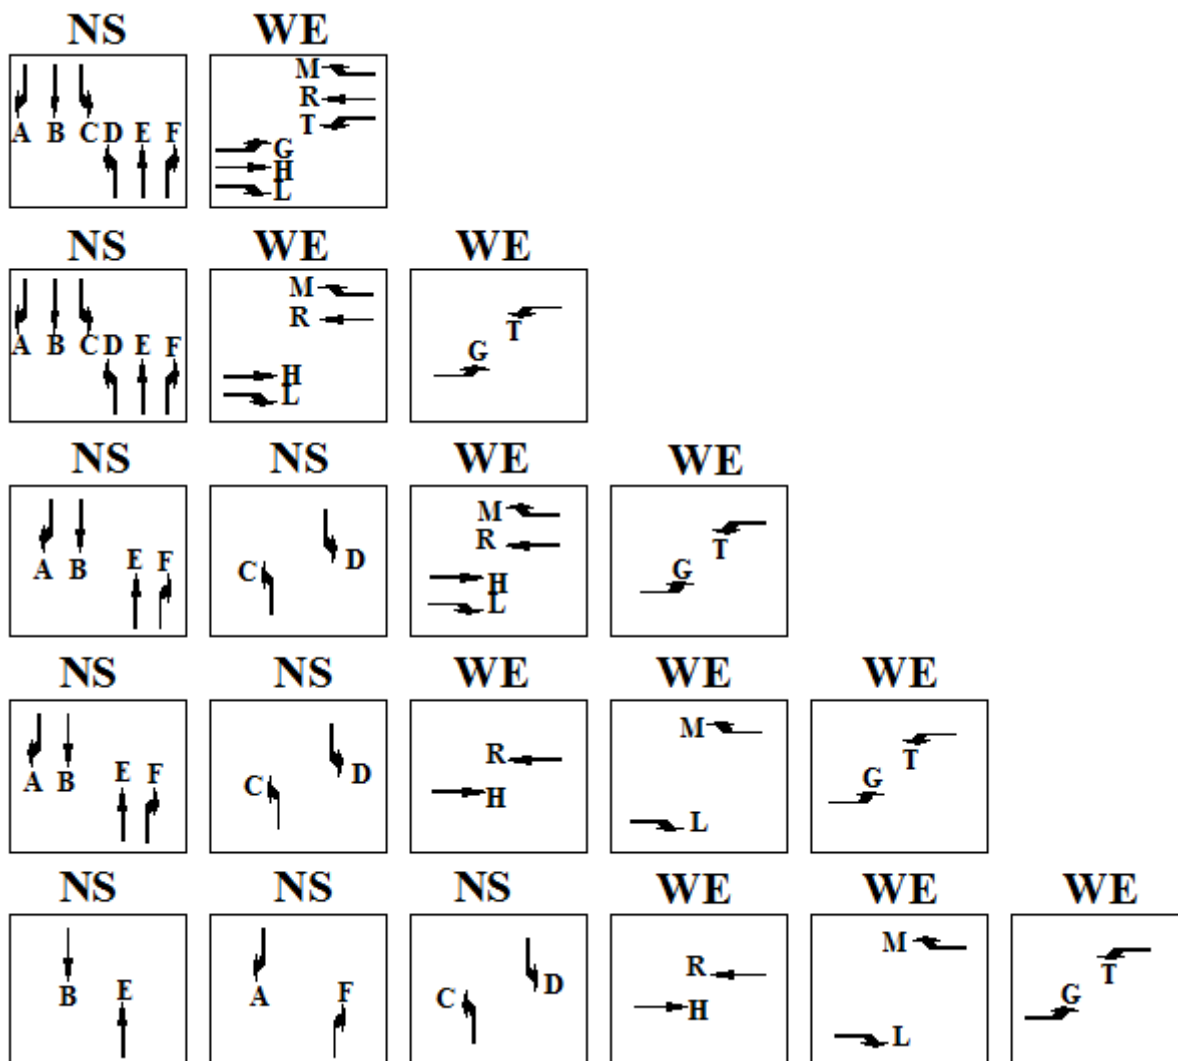 NS WE
M
R
A B C D E F T
G
H
L
NS WE WE
M
R T
A B C D E F G
H
L
NS NS WE WE
M
R T
E F
A B C D H G
L
NS NS WE WE WE
M
R T
A B E F C D H G
L
NS NS NS WE WE WE
M
R T
B E A F C D H G
L